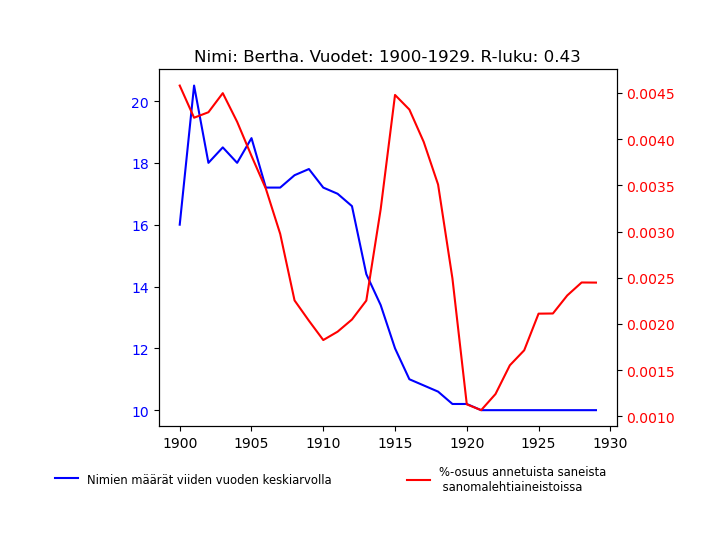 Nimi: Bertha. Vuodet: 1900-1929. R-luku: 0.43
20
18
16
14
12
10
0.0045
0.0040
0.0035
0.0030
0.0025
0.0020
0.0015
0.0010
1900 1905 1910 1915 1920 1925 1930
Nimien määrät viiden vuoden keskiarvolla
%-osuus annetuista saneista
sanomalehtiaineistoissa